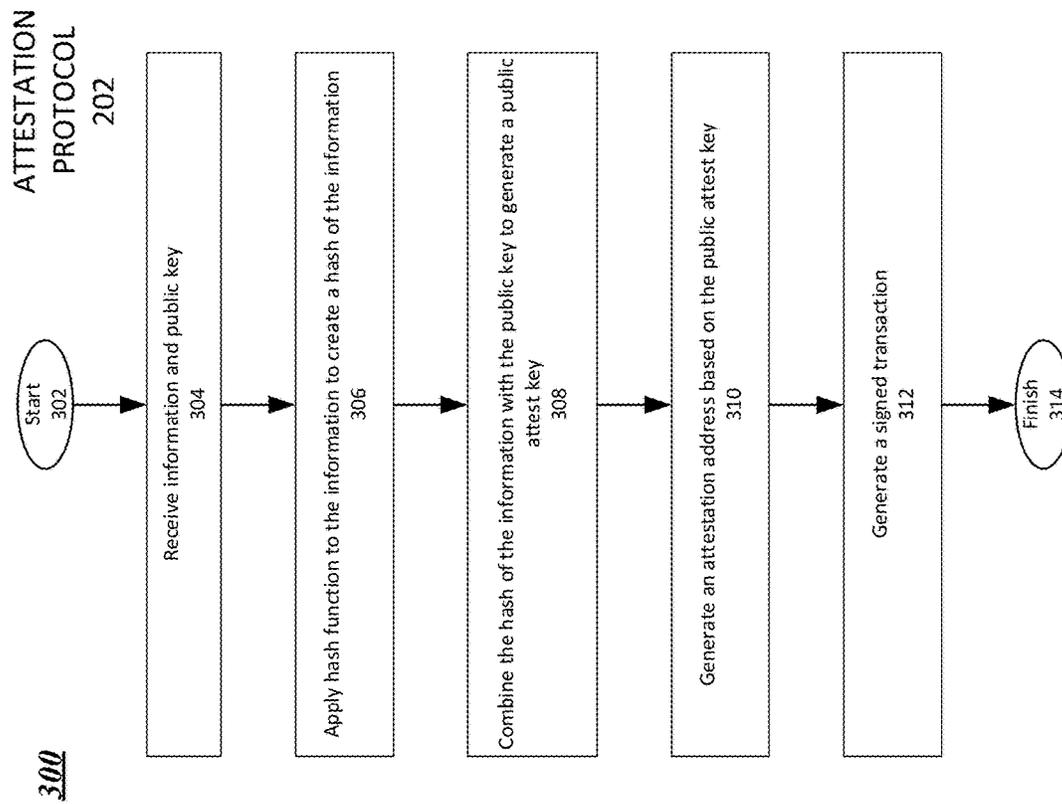 300
ATTESTATION
PROTOCOL
202
Start
302
Receive information and public key
304
Apply hash function to the information to create a hash of the information
306
Combine the hash of the information with the public key to generate a public
attest key
308
Generate an attestation address based on the public attest key
310
Generate a signed transaction
312
Finish
314